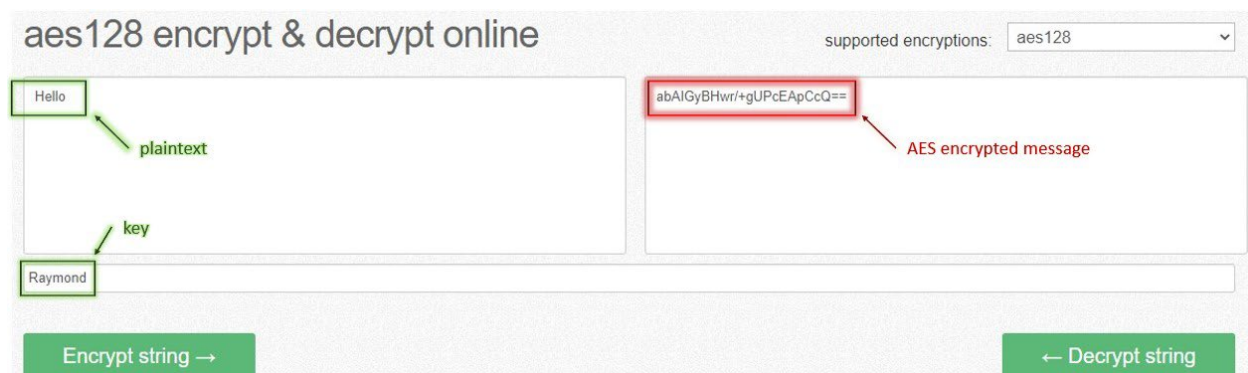 aes128 encrypt & decrypt online
supported encryptions: aes128
Hello
abAIGyBHwr/+gUPcEApCcQ==
plaintext
AES encrypted message
key
Raymond
Encrypt string →
← Decrypt string